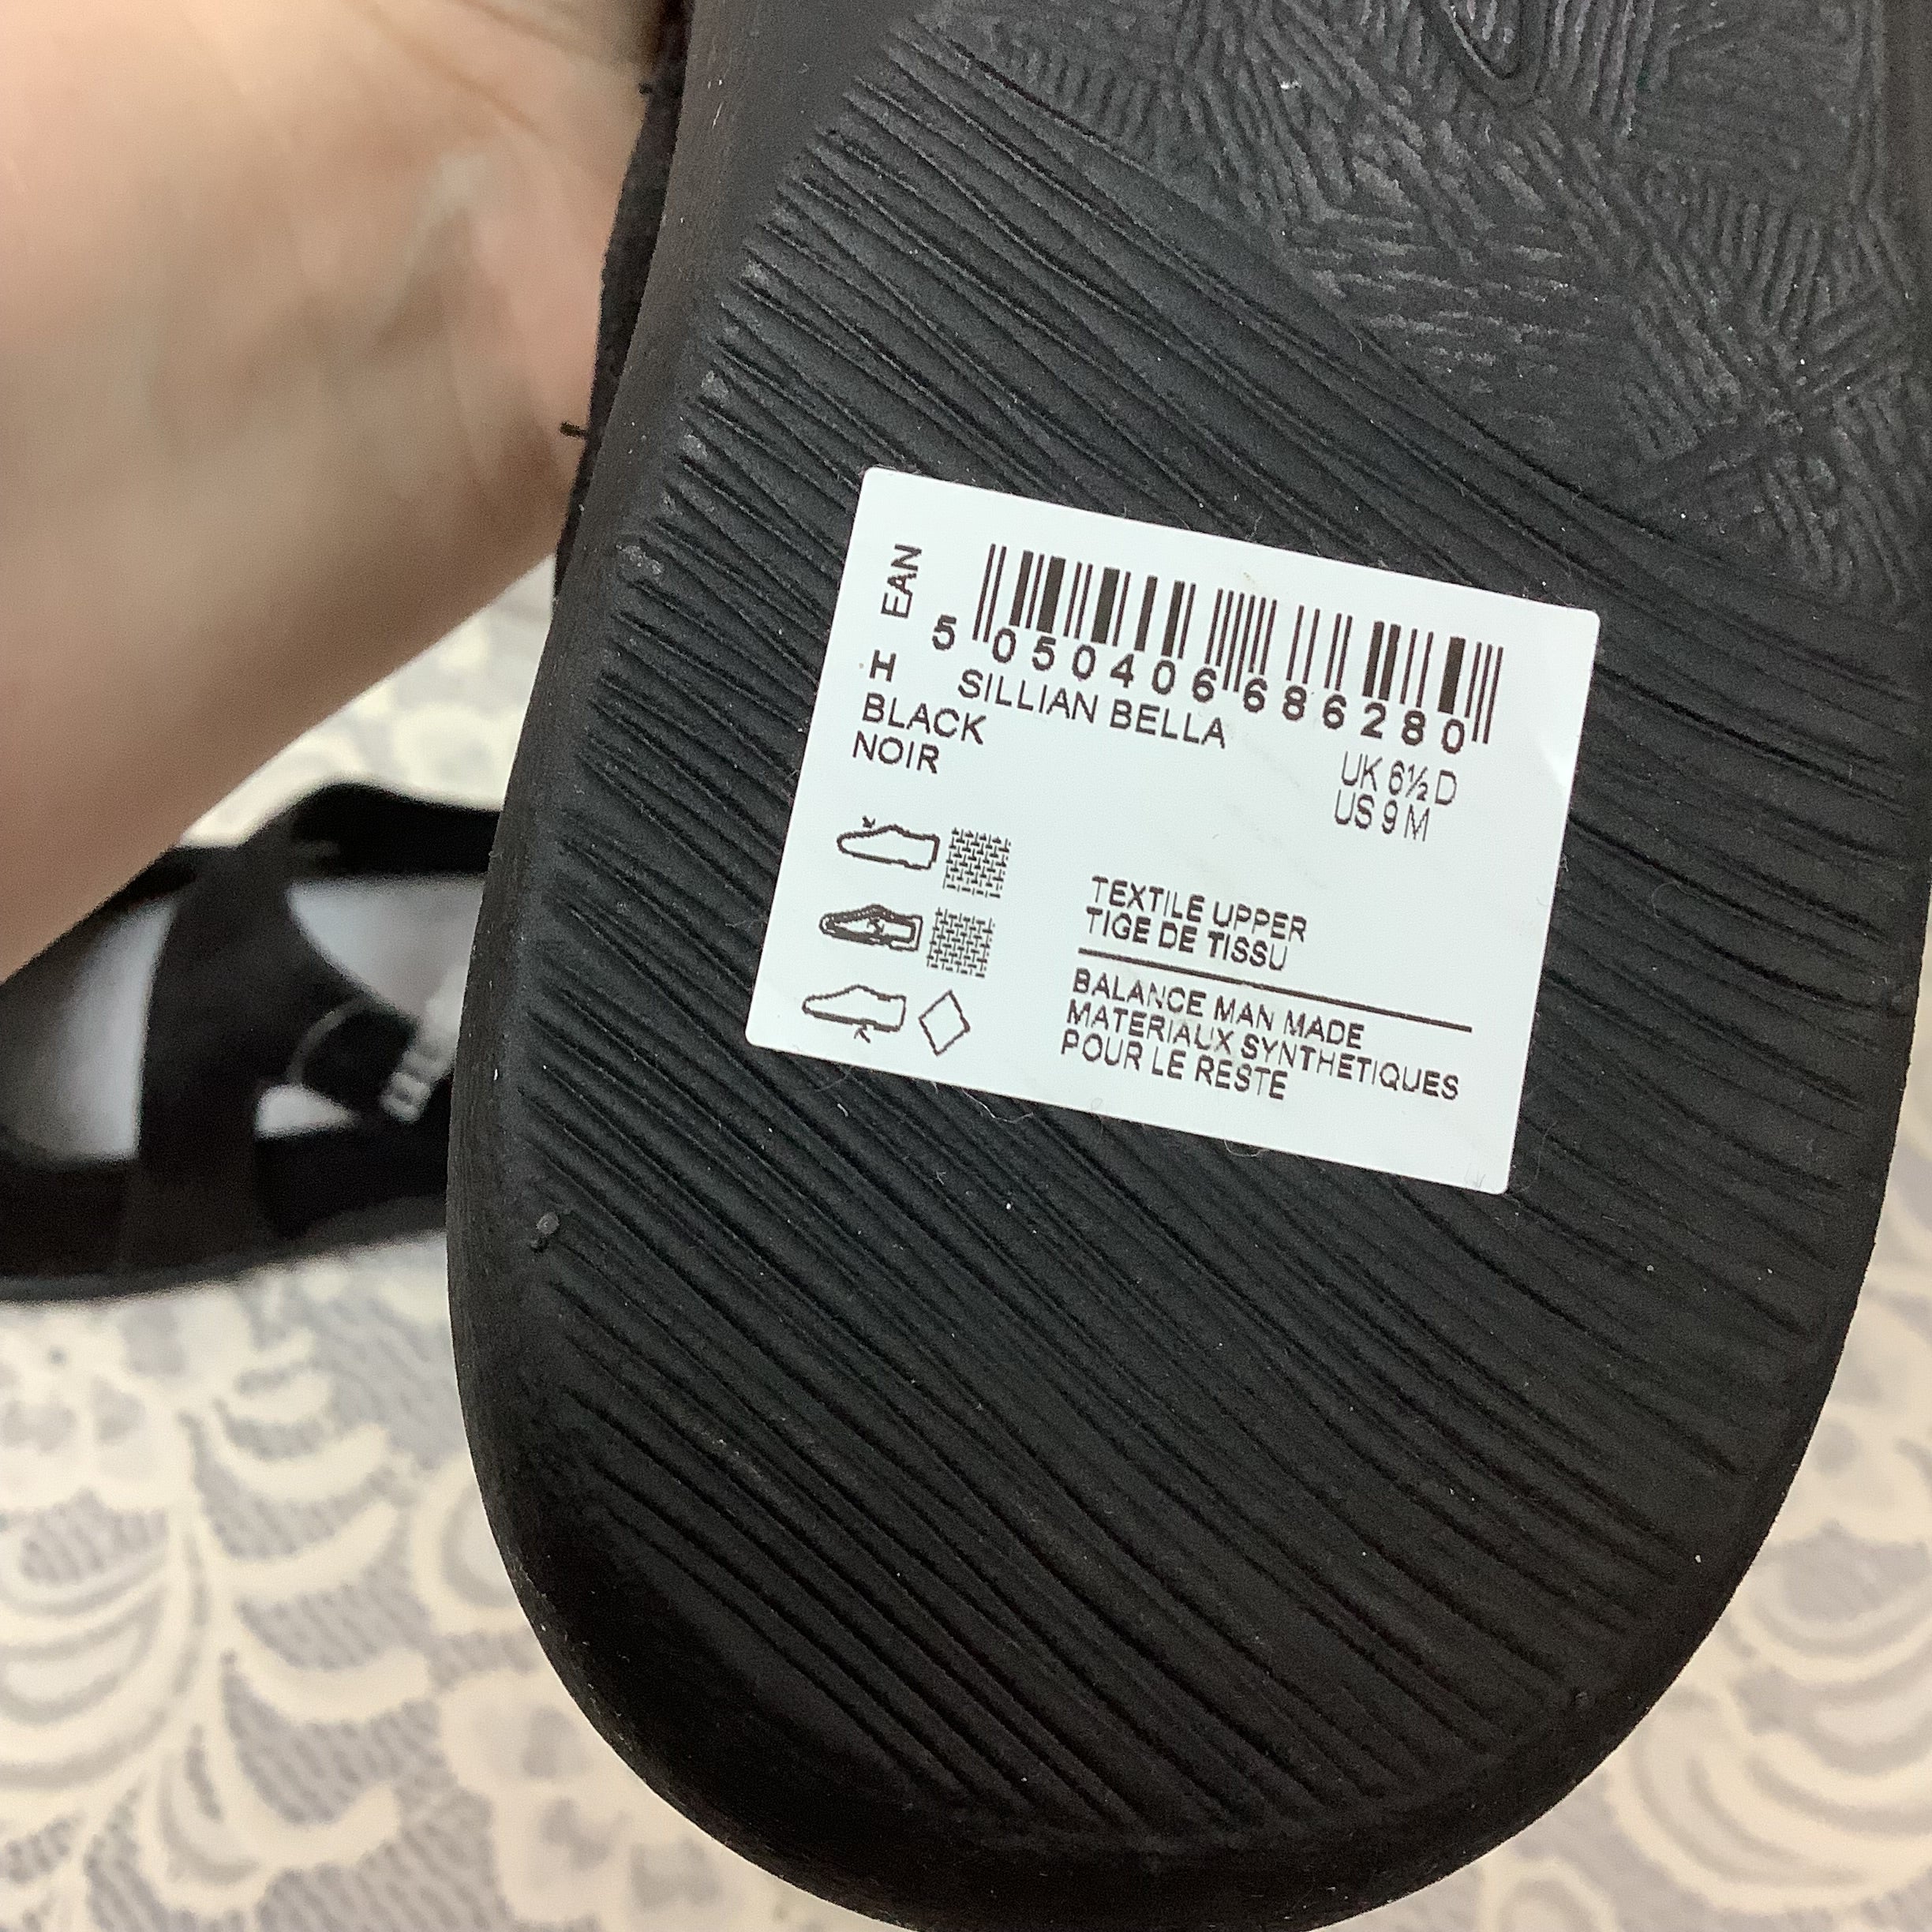 EAN
5 050406 686280
H SILLIAN BELLA
BLACK
NOIR
UK 6½ D
US 9 M
TEXTILE UPPER
TIGE DE TISSU
BALANCE MAN MADE
MATERIAUX SYNTHETIQUES
POUR LE RESTE